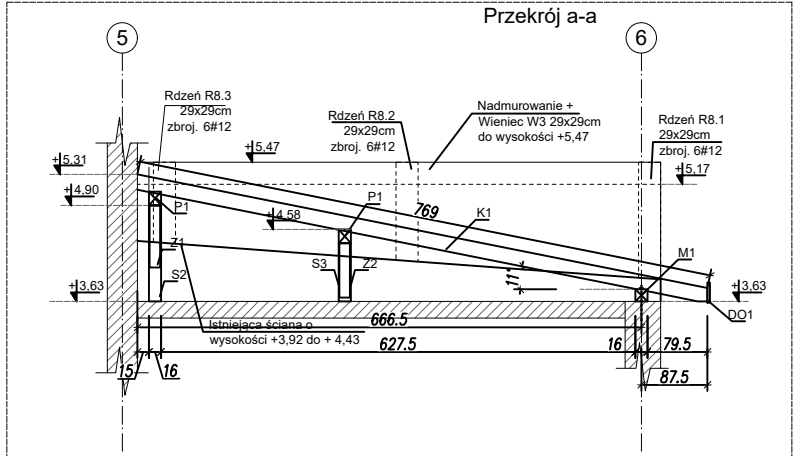 Przekrój a-a
5
6
Rdzeń R8.3
29x29cm
zbroj. 6#12
Rdzeń R8.2
29x29cm
zbroj. 6#12
Nadmurowanie +
Wieniec W3 29x29cm
do wysokości +5,47
Rdzeń R8.1
29x29cm
zbroj. 6#12
+5.31
+5,47
+5,17
+4,90
P1
+4,58
P1
769
K1
Z1
S2
S3
Z2
11°
M1
+3,63
+3,63
DO1
Istniejąca ściana o
wysokości +3,92 do + 4,43
666.5
627.5
16
79.5
15
16
87.5